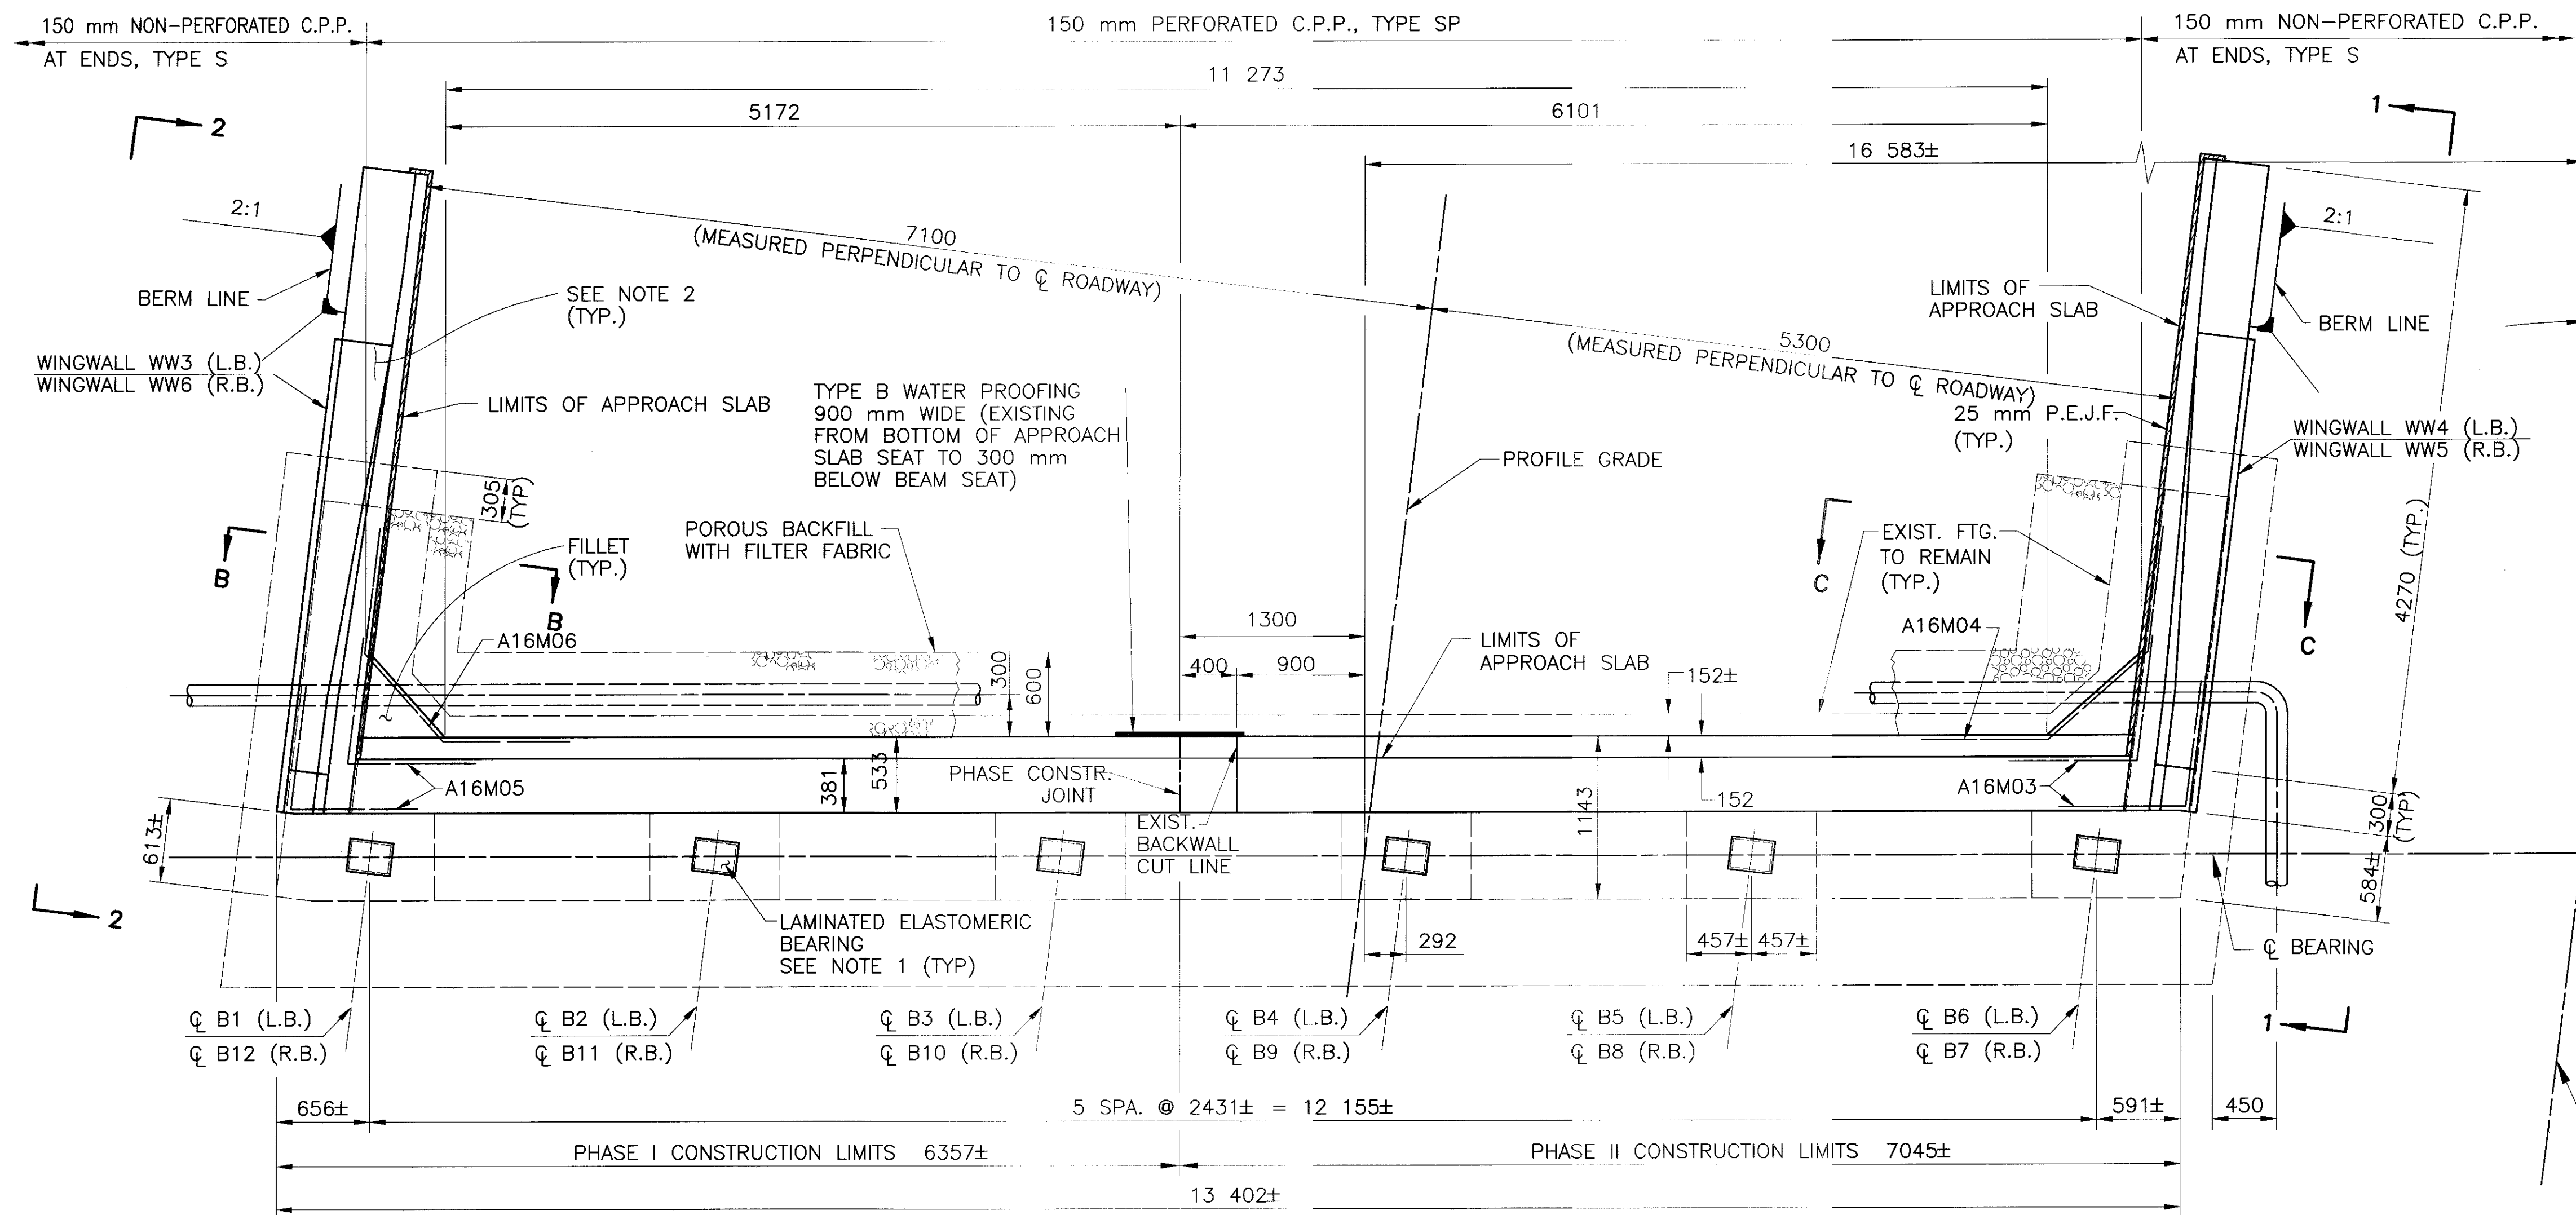 150 mm NON-PERFORATED C.P.P.
AT ENDS, TYPE S
150 mm PERFORATED C.P.P., TYPE SP
150 mm NON-PERFORATED C.P.P.
AT ENDS, TYPE S
11 273
5172
6101
16 583±
2
1
2:1
2:1
7100
(MEASURED PERPENDICULAR TO ℄ ROADWAY)
5300
(MEASURED PERPENDICULAR TO ℄ ROADWAY)
BERM LINE
SEE NOTE 2
(TYP.)
LIMITS OF
APPROACH SLAB
BERM LINE
WINGWALL WW3 (L.B.)
WINGWALL WW6 (R.B.)
LIMITS OF APPROACH SLAB
TYPE B WATER PROOFING
900 mm WIDE (EXISTING
FROM BOTTOM OF APPROACH
SLAB SEAT TO 300 mm
BELOW BEAM SEAT)
25 mm P.E.J.F.
(TYP.)
WINGWALL WW4 (L.B.)
WINGWALL WW5 (R.B.)
PROFILE GRADE
305
(TYP)
POROUS BACKFILL
WITH FILTER FABRIC
FILLET
(TYP.)
EXIST. FTG.
TO REMAIN
(TYP.)
4270 (TYP.)
B
B
C
C
A16M06
1300
400
900
300
600
LIMITS OF
APPROACH SLAB
A16M04
152±
533
381
PHASE CONSTR.
JOINT
A16M05
152
A16M03
300
(TYP)
613±
1143
EXIST.
BACKWALL
CUT LINE
584±
2
LAMINATED ELASTOMERIC
BEARING
SEE NOTE 1 (TYP)
292
457±
457±
℄ BEARING
℄ B1 (L.B.)
℄ B12 (R.B.)
℄ B2 (L.B.)
℄ B11 (R.B.)
℄ B3 (L.B.)
℄ B10 (R.B.)
℄ B4 (L.B.)
℄ B9 (R.B.)
℄ B5 (L.B.)
℄ B8 (R.B.)
℄ B6 (L.B.)
℄ B7 (R.B.)
1
656±
5 SPA. @ 2431± = 12 155±
591±
450
PHASE I CONSTRUCTION LIMITS 6357±
PHASE II CONSTRUCTION LIMITS 7045±
13 402±